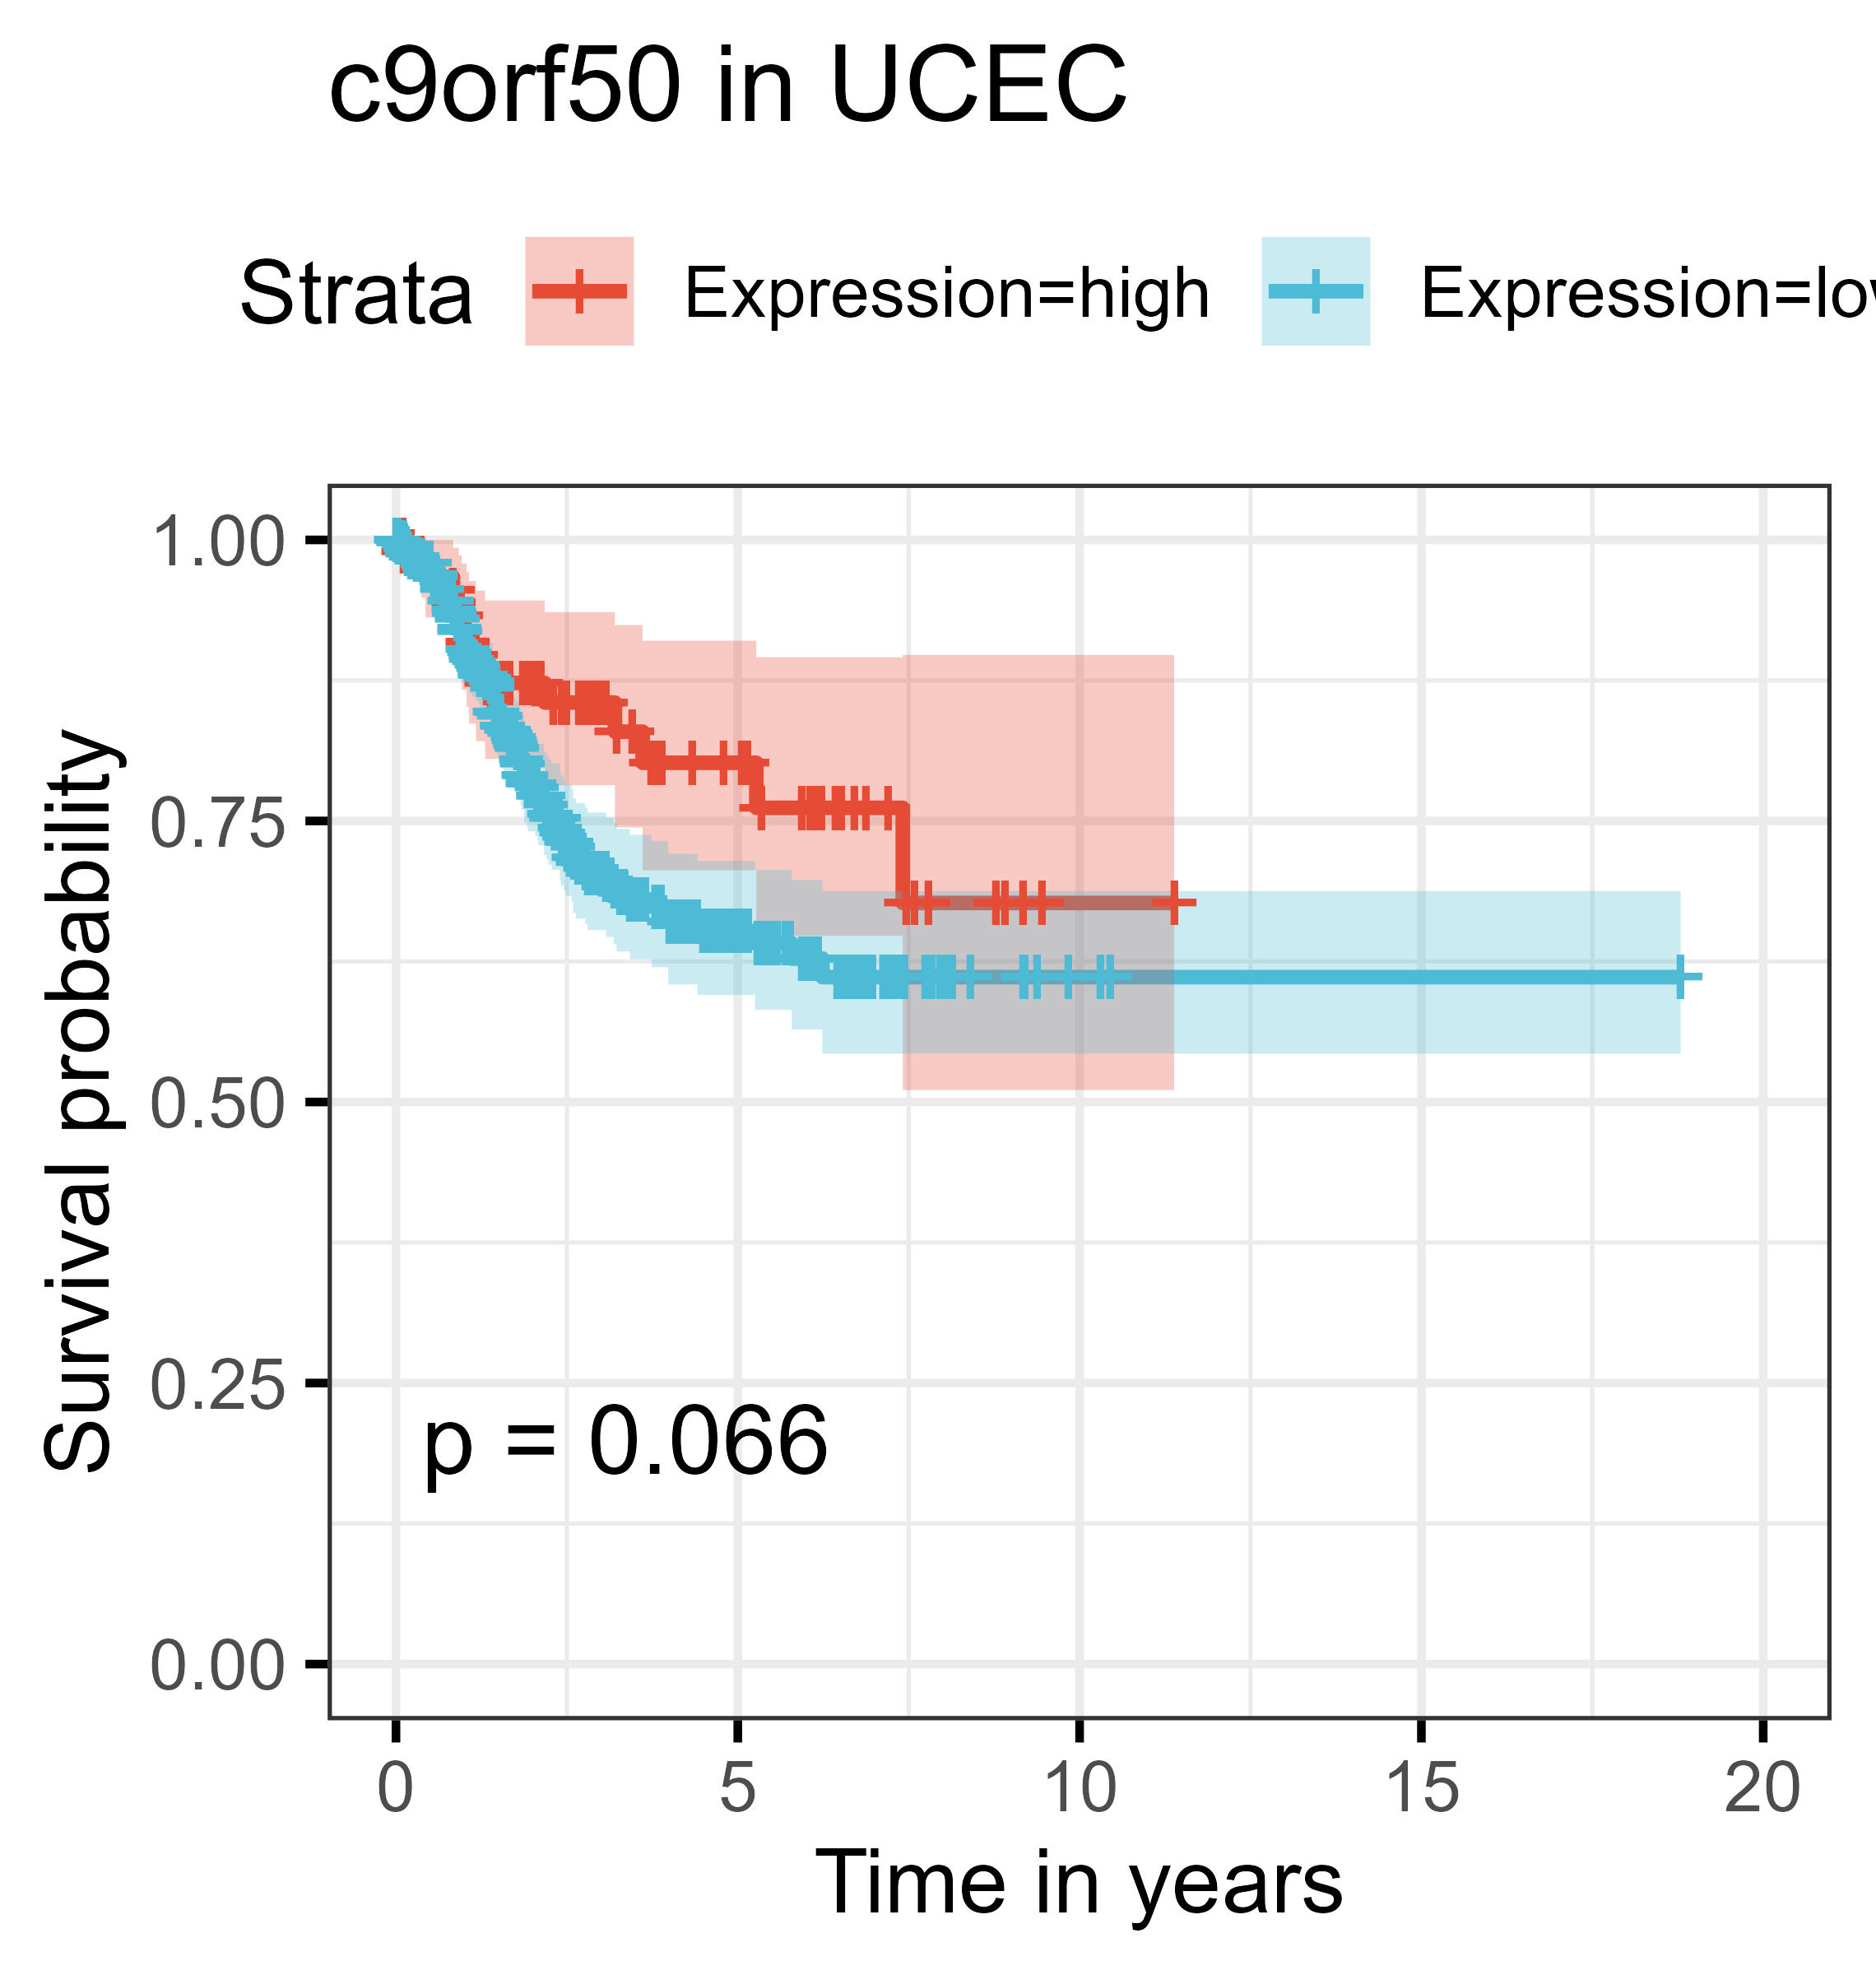 c9orf50 in UCEC
Strata Expression=high Expression=lo
Survival probability
1.00
0.75
0.50
0.25
0.00
p = 0.066
0 5 10 15 20
Time in years